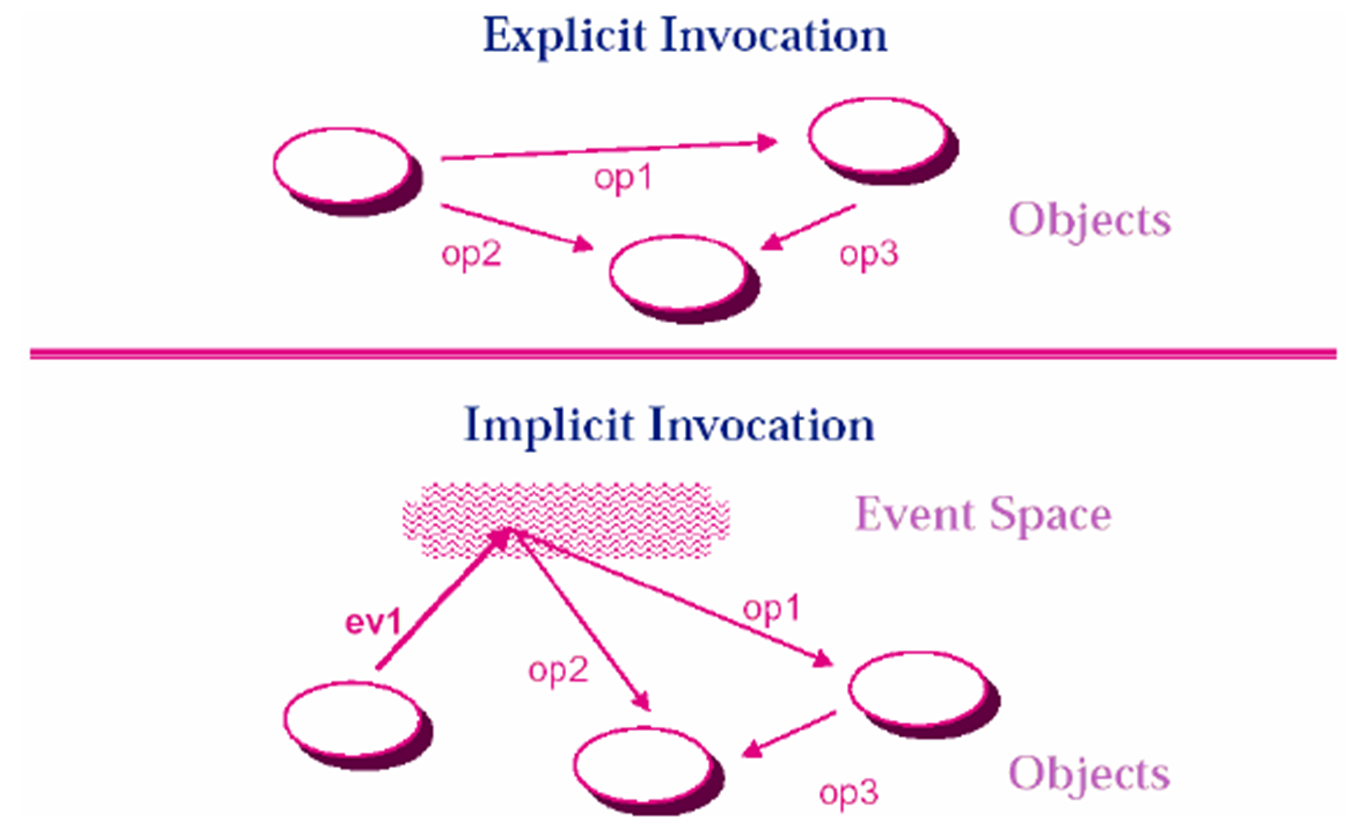 Explicit Invocation
op1
Objects
op2
op3
Implicit Invocation
Event Space
op1
ev1
op2
Objects
op3